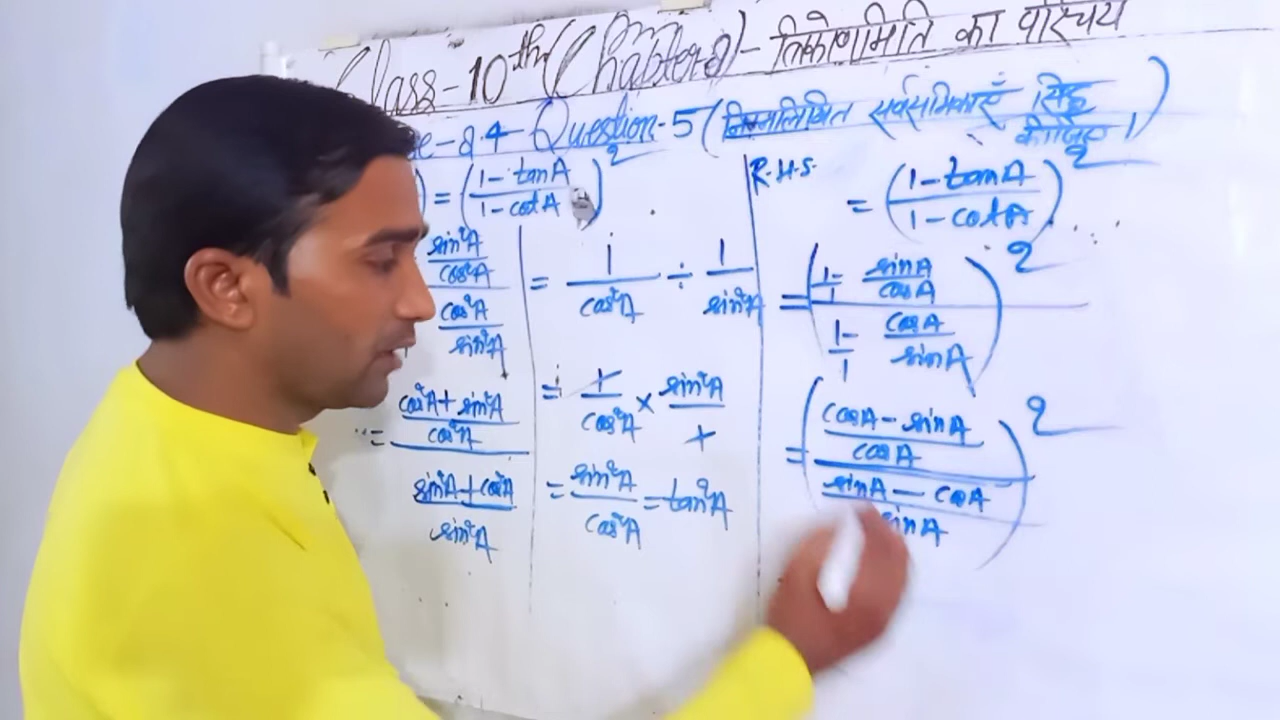 Class-10th (Chapter-8)- त्रिकोणमिति का परिचय
8.4 Question-5 (निम्नलिखित सर्वसमिकाएँ सिद्ध
कीजिए।)
) = (1-tanA / 1-cotA)²
sin²A / cos²A
cos²A / sin²A
= cos²A + sin²A / cos²A
sin²A + cos²A / sin²A
= 1 / cos²A ÷ 1 / sin²A
= 1 / cos²A × sin²A / 1
= sin²A / cos²A = tan²A
R.H.S.
= (1-tanA / 1-cotA)²
= (1/1 - sinA / cosA / 1/1 - cosA / sinA)²
= (cosA - sinA / cosA / sinA - cosA / sinA)²